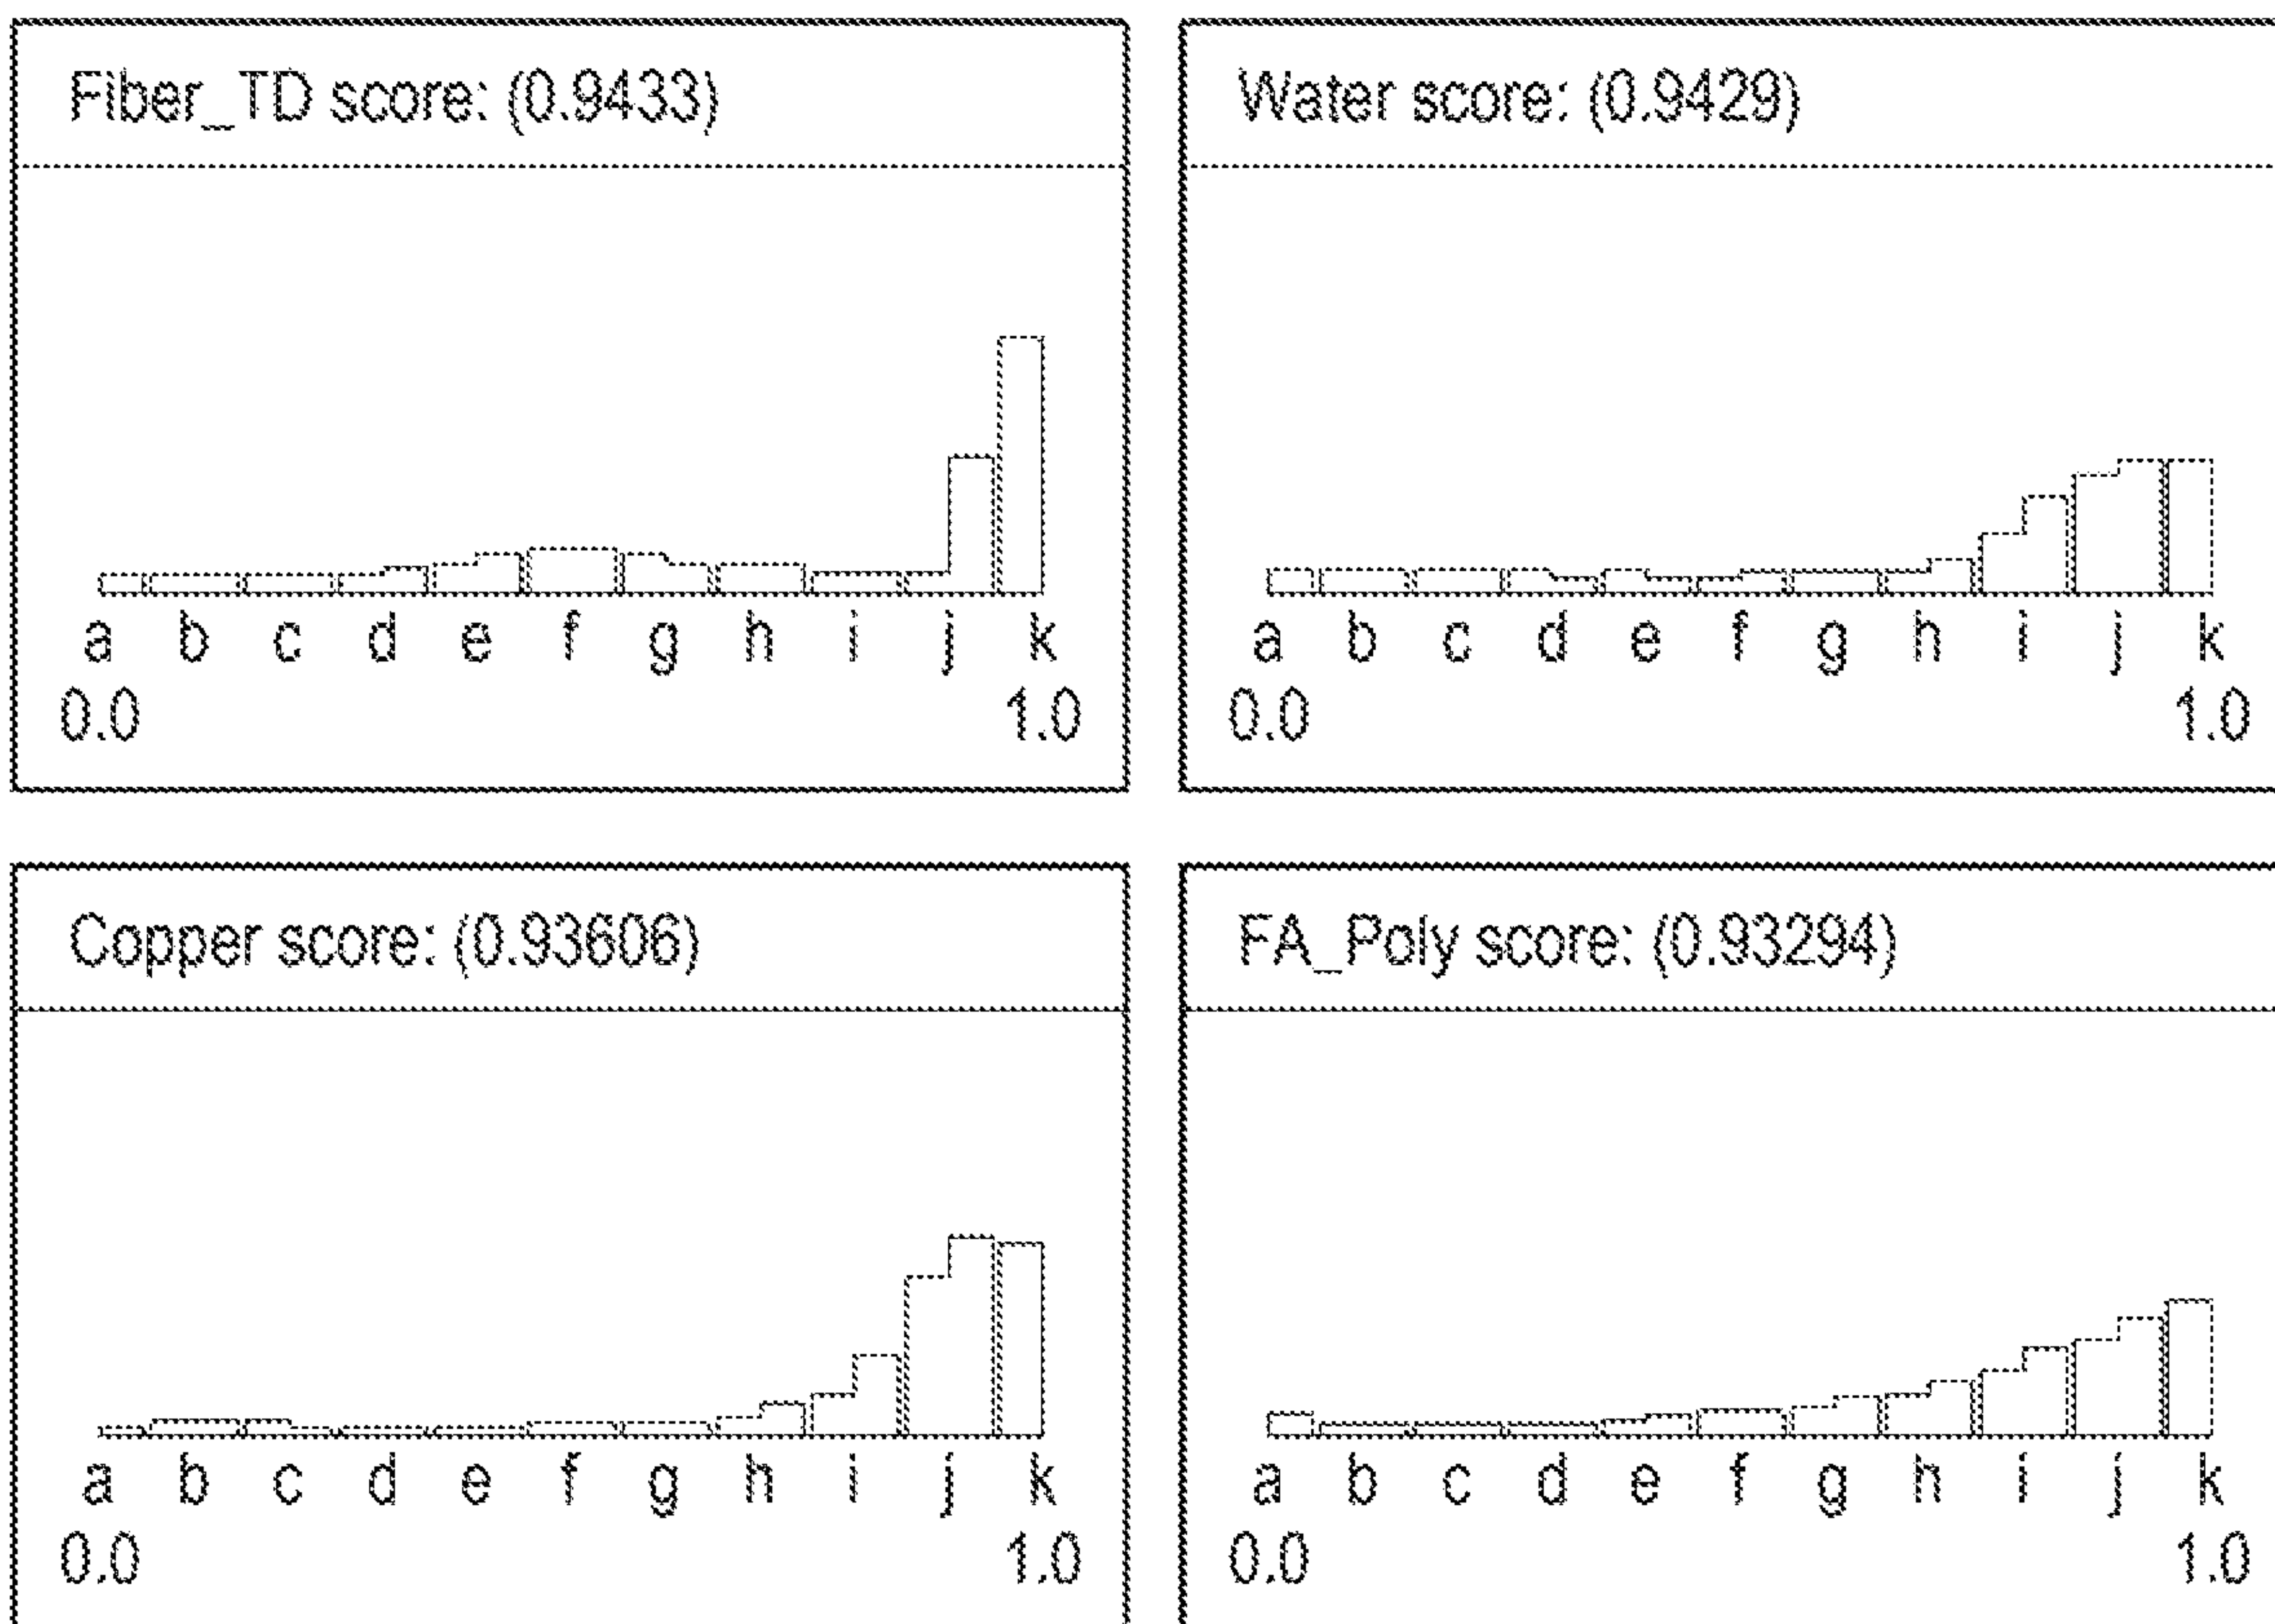 Fiber_TD score: (0.9433)
a b c d e f g h i j k
0.0 1.0
Water score: (0.9429)
a b c d e f g h i j k
0.0 1.0
Copper score: (0.93606)
a b c d e f g h i j k
0.0 1.0
FA_Poly score: (0.93294)
a b c d e f g h i j k
0.0 1.0